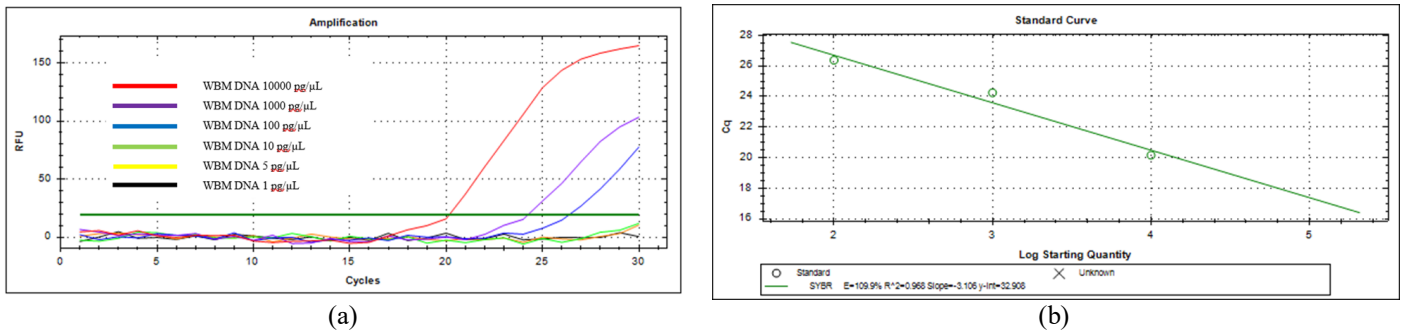 Amplification
150
100
50
0
RFU
WBM DNA 10000 pg/µL
WBM DNA 1000 pg/µL
WBM DNA 100 pg/µL
WBM DNA 10 pg/µL
WBM DNA 5 pg/µL
WBM DNA 1 pg/µL
0 5 10 15 20 25 30
Cycles
(a)
Standard Curve
28
26
24
22
20
18
16
Cq
2 3 4 5
Log Starting Quantity
Standard Unknown
SYBR E=109.9% R^2=0.968 Slope=-3.106 y-int=32.908
(b)